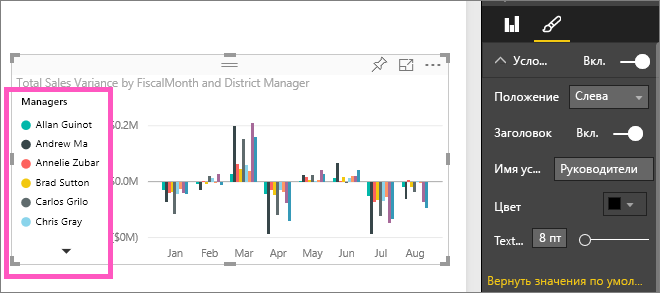 Total Sales Variance by FiscalMonth and District Manager
Managers
Allan Guinot
Andrew Ma
Annelie Zubar
Brad Sutton
Carlos Grilo
Chris Gray
$0.2M
$0.0M
($0M)
Jan Feb Mar Apr May Jun Jul Aug
Усло... Вкл.
Положение Слева
Заголовок Вкл.
Имя ус... Руководители
Цвет
Text... 8 пт
Вернуть значения по умол...